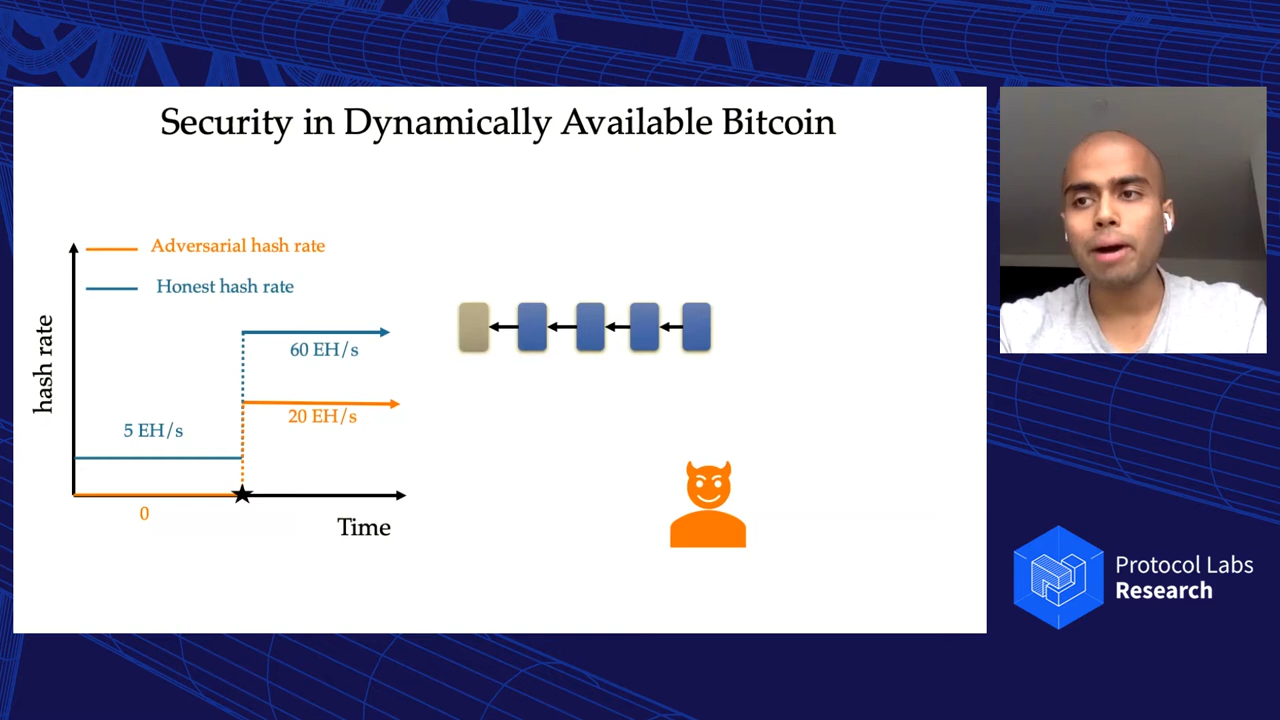 Security in Dynamically Available Bitcoin
Adversarial hash rate
Honest hash rate
hash rate
60 EH/s
20 EH/s
5 EH/s
0
Time
Protocol Labs
Research